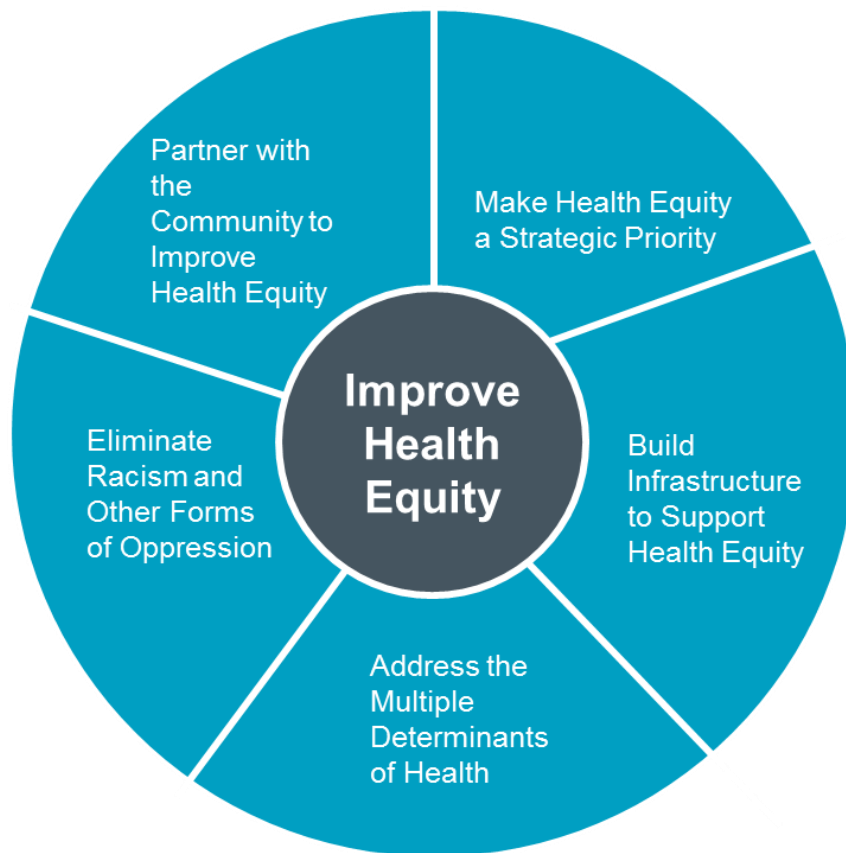 Partner with
the
Community to
Improve
Health Equity
Make Health Equity
a Strategic Priority
Improve
Health
Equity
Eliminate
Racism and
Other Forms
of Oppression
Build
Infrastructure
to Support
Health Equity
Address the
Multiple
Determinants
of Health